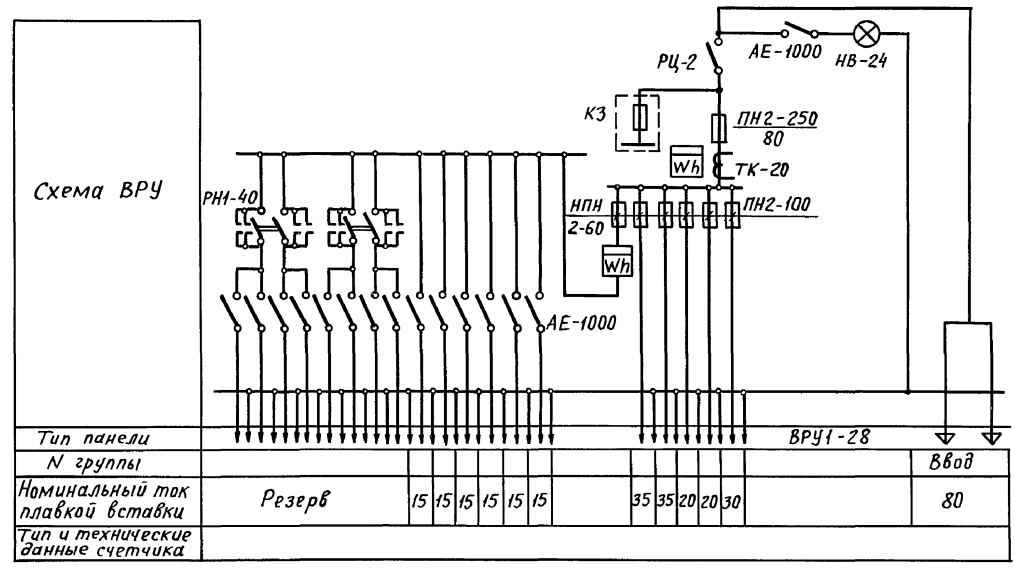 РЦ-2
АЕ-1000
НВ-24
КЗ
ПН2-250
80
Wh
ТК-20
Схема ВРУ
РН1-40
НПН
2-60
ПН2-100
Wh
АЕ-1000
Тип панели
ВРУ1-28
N группы
Ввод
Номинальный ток
плавкой вставки
Резерв
15 15 15 15 15 15
35 35 20 20 30
80
Тип и технические
данные счетчика